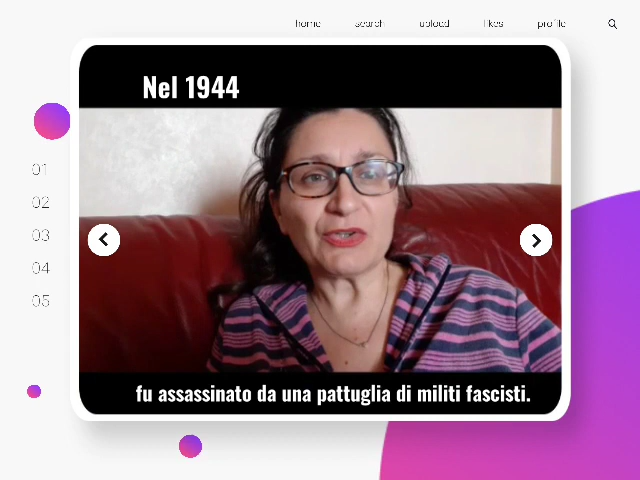 home search upload likes profile
Nel 1944
01
02
03
04
05
fu assassinato da una pattuglia di militi fascisti.